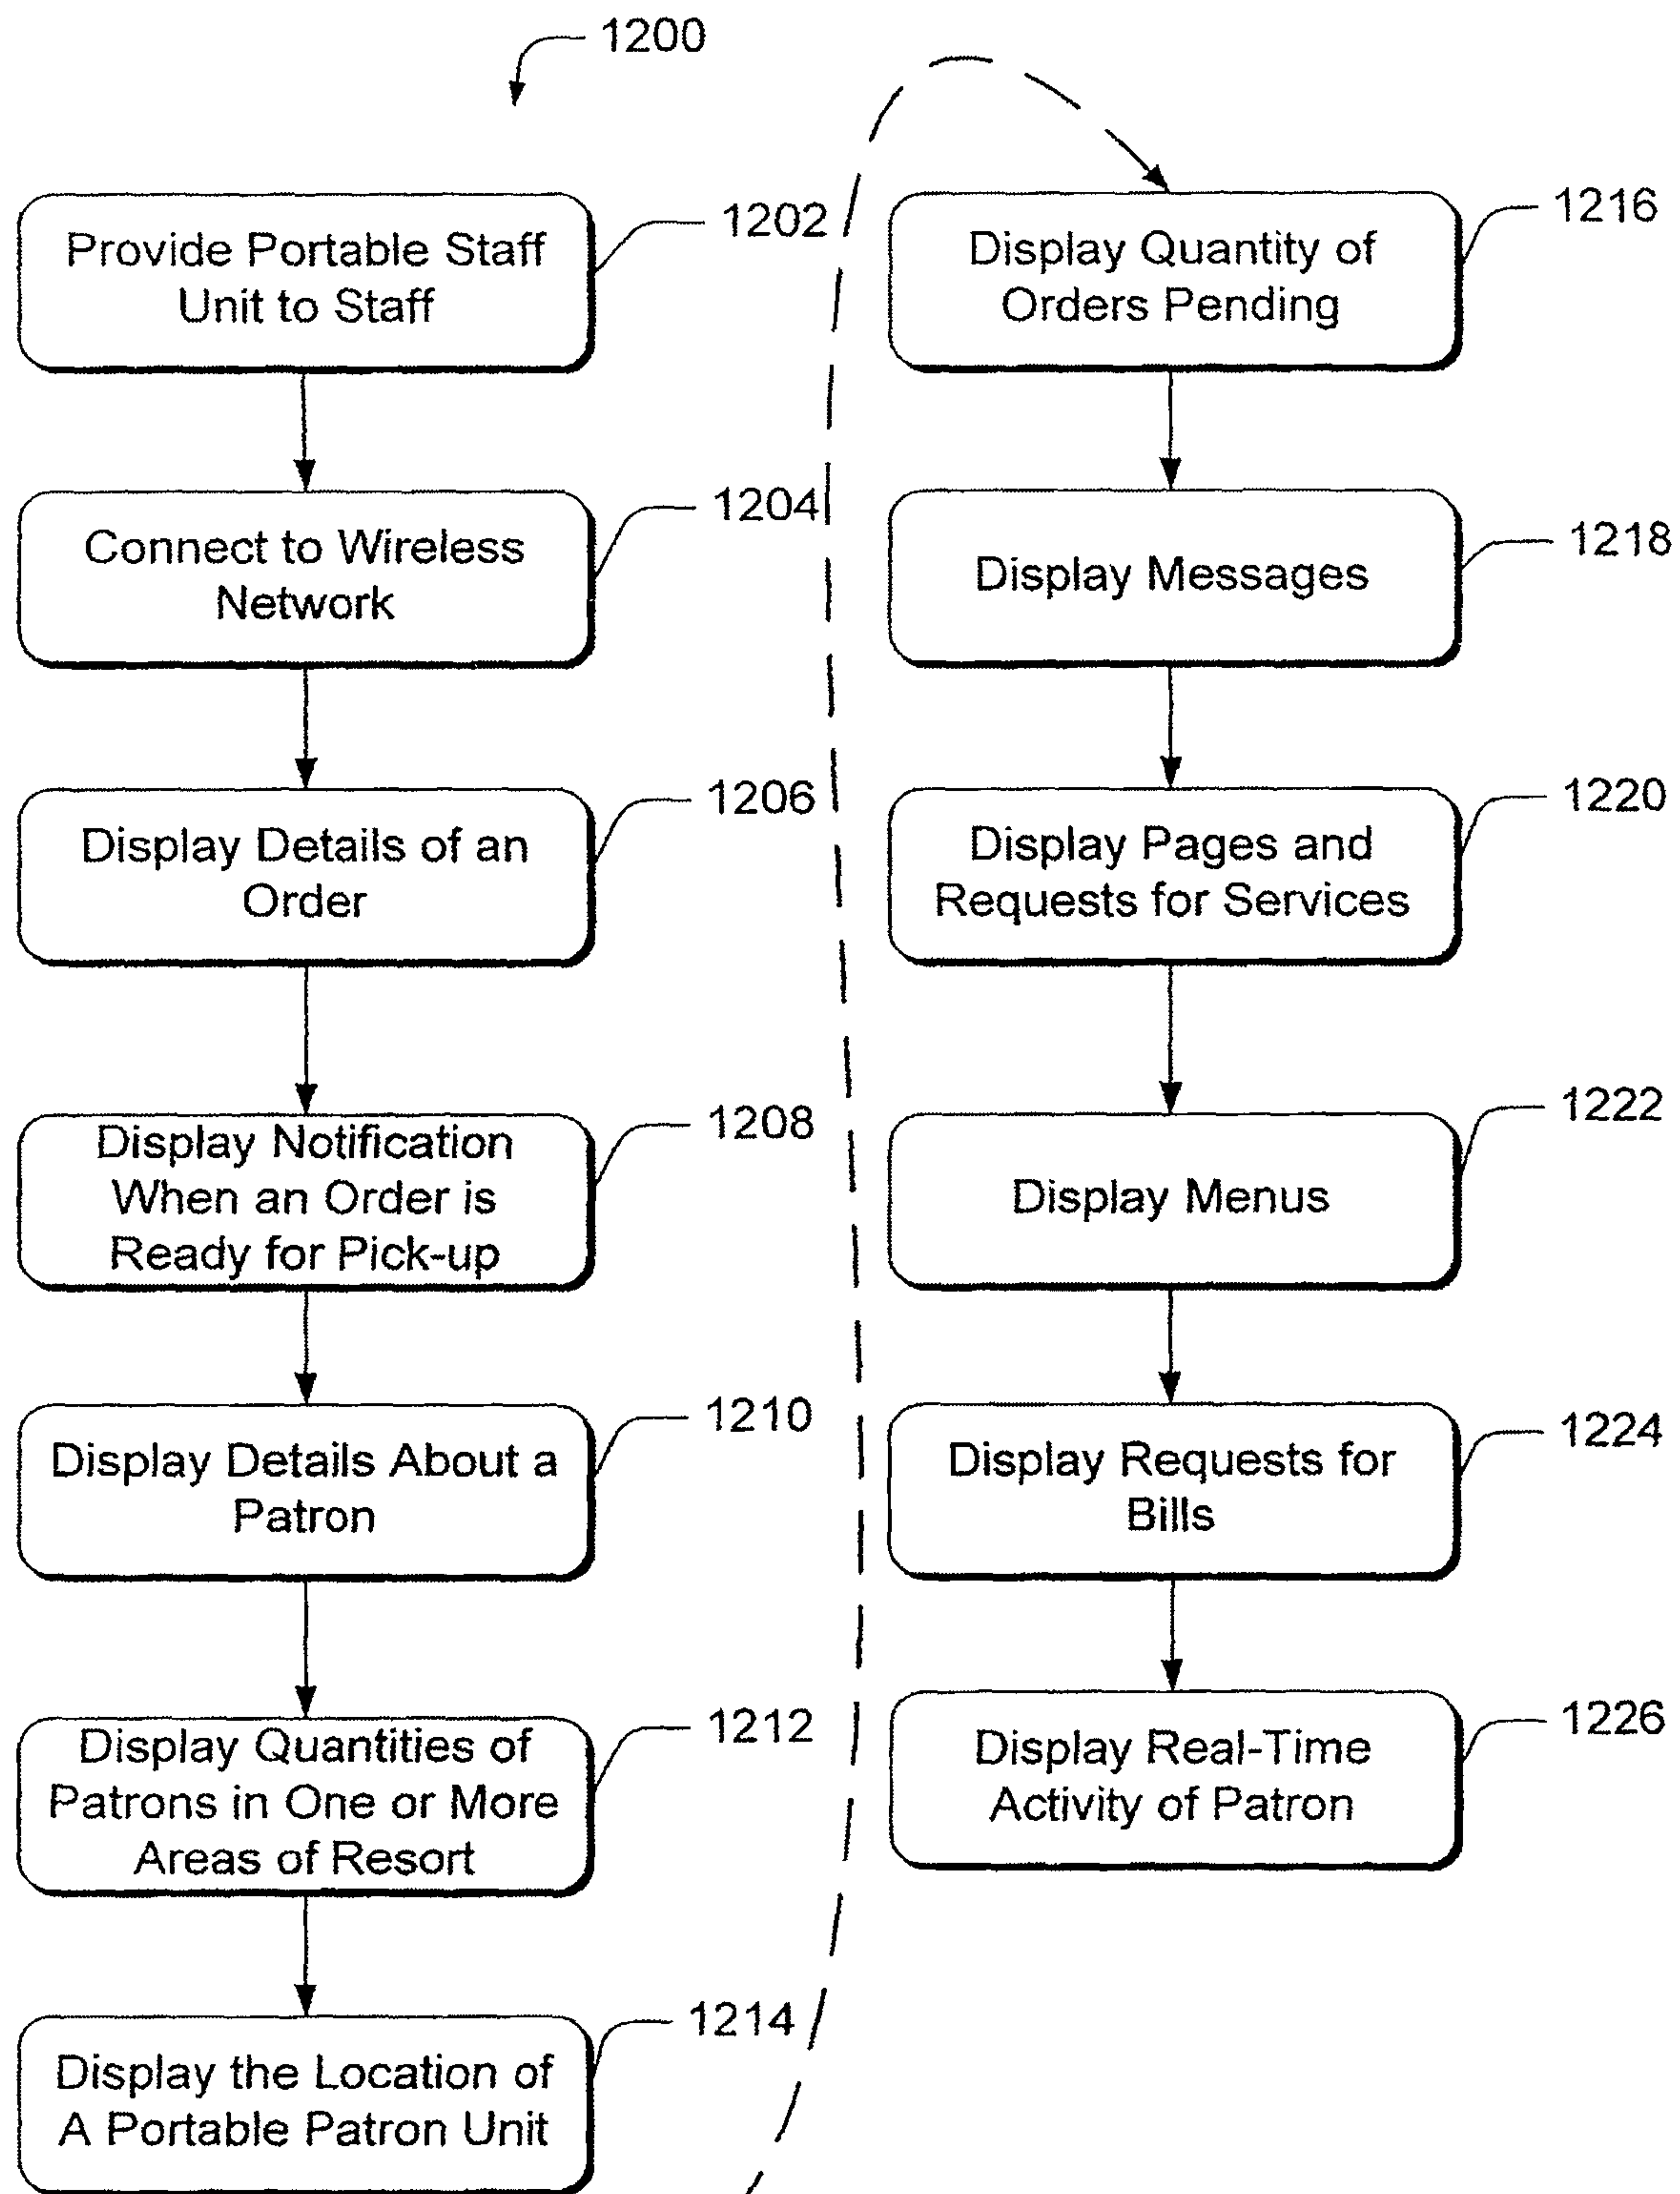 1200
Provide Portable Staff
Unit to Staff
1202
Connect to Wireless
Network
1204
Display Details of an
Order
1206
Display Notification
When an Order is
Ready for Pick-up
1208
Display Details About a
Patron
1210
Display Quantities of
Patrons in One or More
Areas of Resort
1212
Display the Location of
A Portable Patron Unit
1214
Display Quantity of
Orders Pending
1216
Display Messages
1218
Display Pages and
Requests for Services
1220
Display Menus
1222
Display Requests for
Bills
1224
Display Real-Time
Activity of Patron
1226